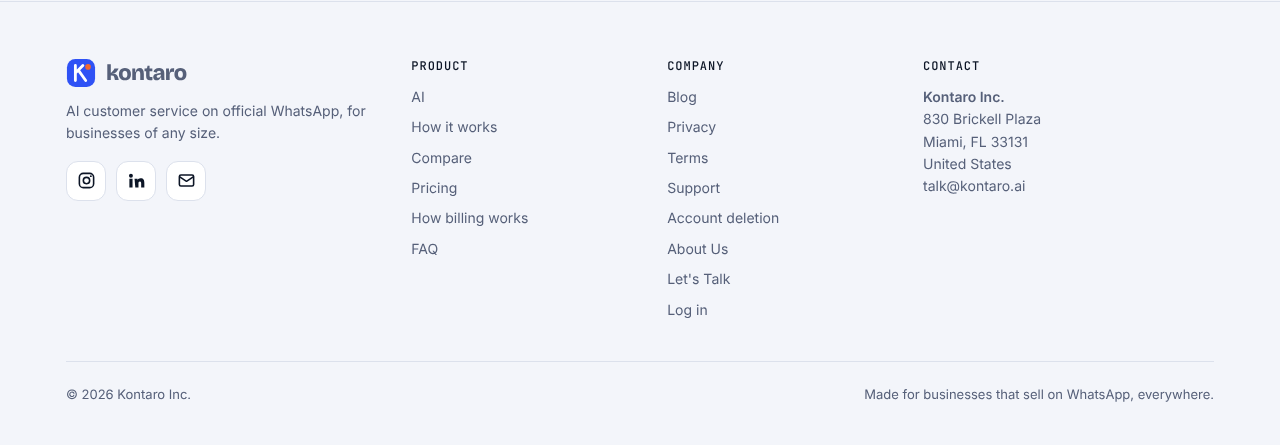 kontaro
AI customer service on official WhatsApp, for
businesses of any size.
PRODUCT
AI
How it works
Compare
Pricing
How billing works
FAQ
COMPANY
Blog
Privacy
Terms
Support
Account deletion
About Us
Let's Talk
Log in
CONTACT
Kontaro Inc.
830 Brickell Plaza
Miami, FL 33131
United States
talk@kontaro.ai
© 2026 Kontaro Inc.
Made for businesses that sell on WhatsApp, everywhere.